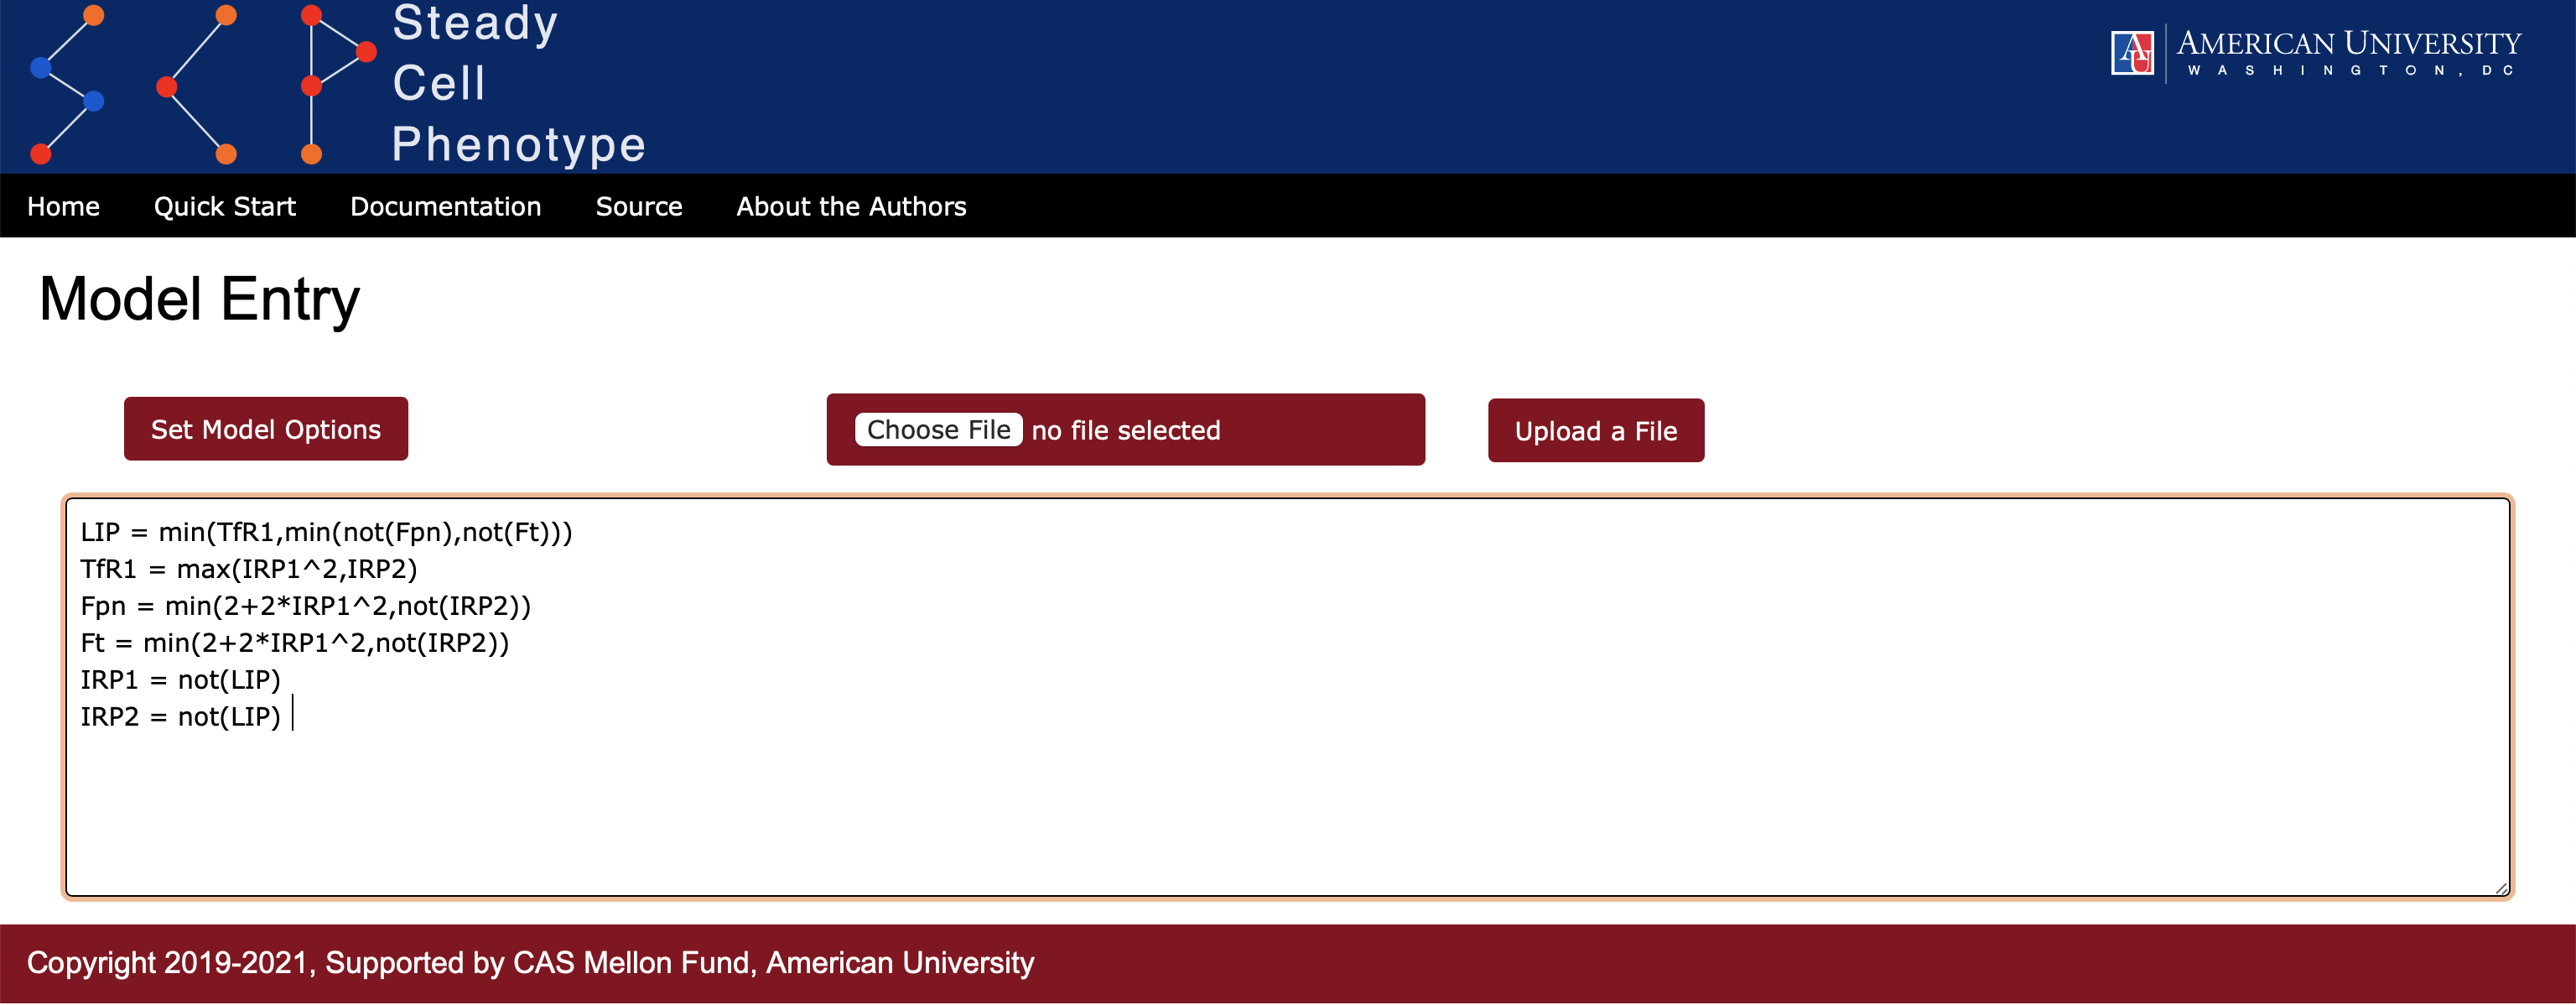 Steady
Cell
Phenotype
AU
AMERICAN UNIVERSITY
WASHINGTON, DC
Home Quick Start Documentation Source About the Authors
Model Entry
Set Model Options Choose File no file selected Upload a File
LIP = min(TfR1,min(not(Fpn),not(Ft)))
TfR1 = max(IRP1^2,IRP2)
Fpn = min(2+2*IRP1^2,not(IRP2))
Ft = min(2+2*IRP1^2,not(IRP2))
IRP1 = not(LIP)
IRP2 = not(LIP)
Copyright 2019-2021, Supported by CAS Mellon Fund, American University